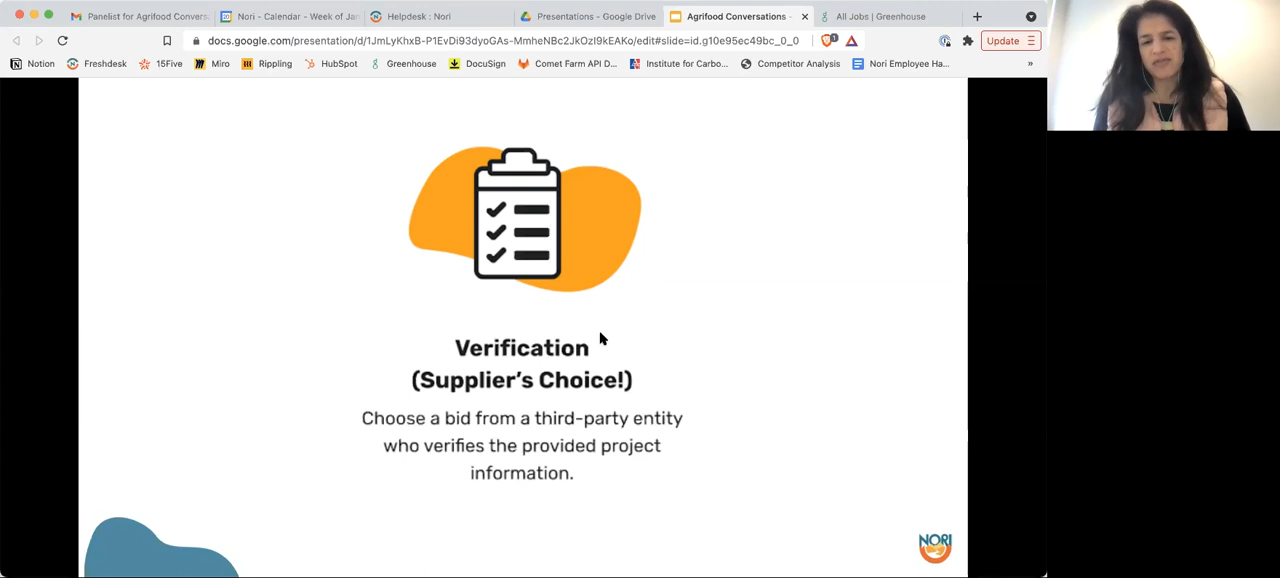 Panelist for Agrifood Convers
Nori - Calendar - Week of Jan
Helpdesk : Nori
Presentations - Google Drive
Agrifood Conversations -
All Jobs | Greenhouse
docs.google.com/presentation/d/1JmLyKhxB-P1EvDi93dyoGAs-MmheNBc2JkOzI9kEAKo/edit#slide=id.g10e95ec49bc_0_0
1
Update
Notion
Freshdesk
15Five
Miro
Rippling
HubSpot
Greenhouse
DocuSign
Comet Farm API D...
Institute for Carbo...
Competitor Analysis
Nori Employee Ha...
»
Verification
(Supplier's Choice!)
Choose a bid from a third-party entity
who verifies the provided project
information.
NORI